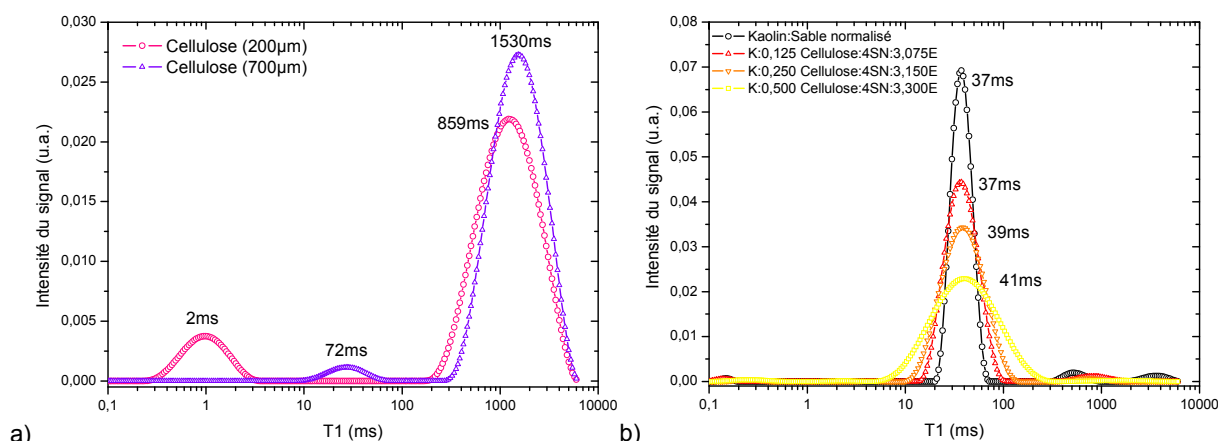 0,030
0,025
0,020
0,015
0,010
0,005
0,000
Intensité du signal (u.a.)
Cellulose (200µm)
Cellulose (700µm)
1530ms
859ms
2ms
72ms
0,1
1
10
100
1000
10000
T1 (ms)
a)
0,08
0,07
0,06
0,05
0,04
0,03
0,02
0,01
0,00
Intensité du signal (u.a.)
Kaolin:Sable normalisé
K:0,125 Cellulose:4SN:3,075E
K:0,250 Cellulose:4SN:3,150E
K:0,500 Cellulose:4SN:3,300E
37ms
37ms
39ms
41ms
0,1
1
10
100
1000
10000
T1 (ms)
b)